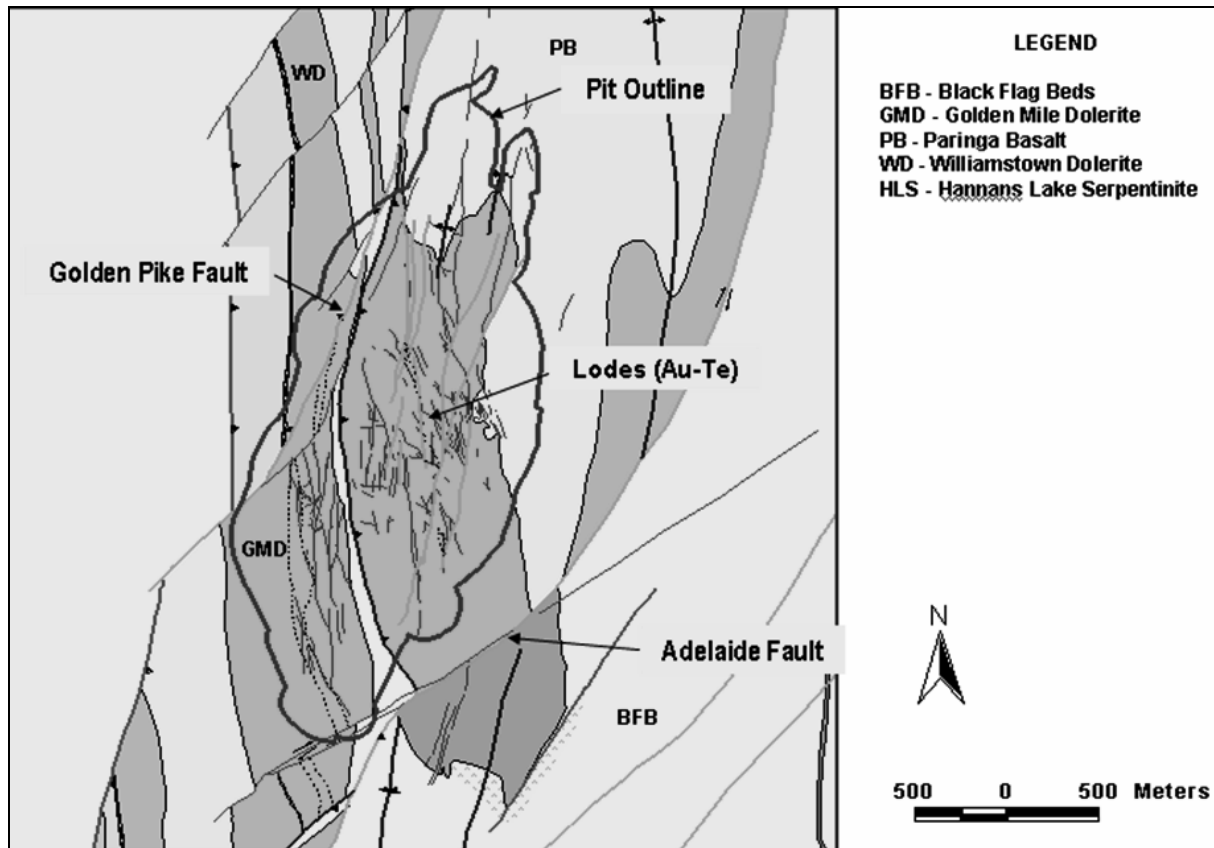 WD
PB
Pit Outline
Golden Pike Fault
Lodes (Au-Te)
GMD
Adelaide Fault
BFB
LEGEND
BFB - Black Flag Beds
GMD - Golden Mile Dolerite
PB - Paringa Basalt
WD - Williamstown Dolerite
HLS - Hannans Lake Serpentinite
N
500 0 500 Meters